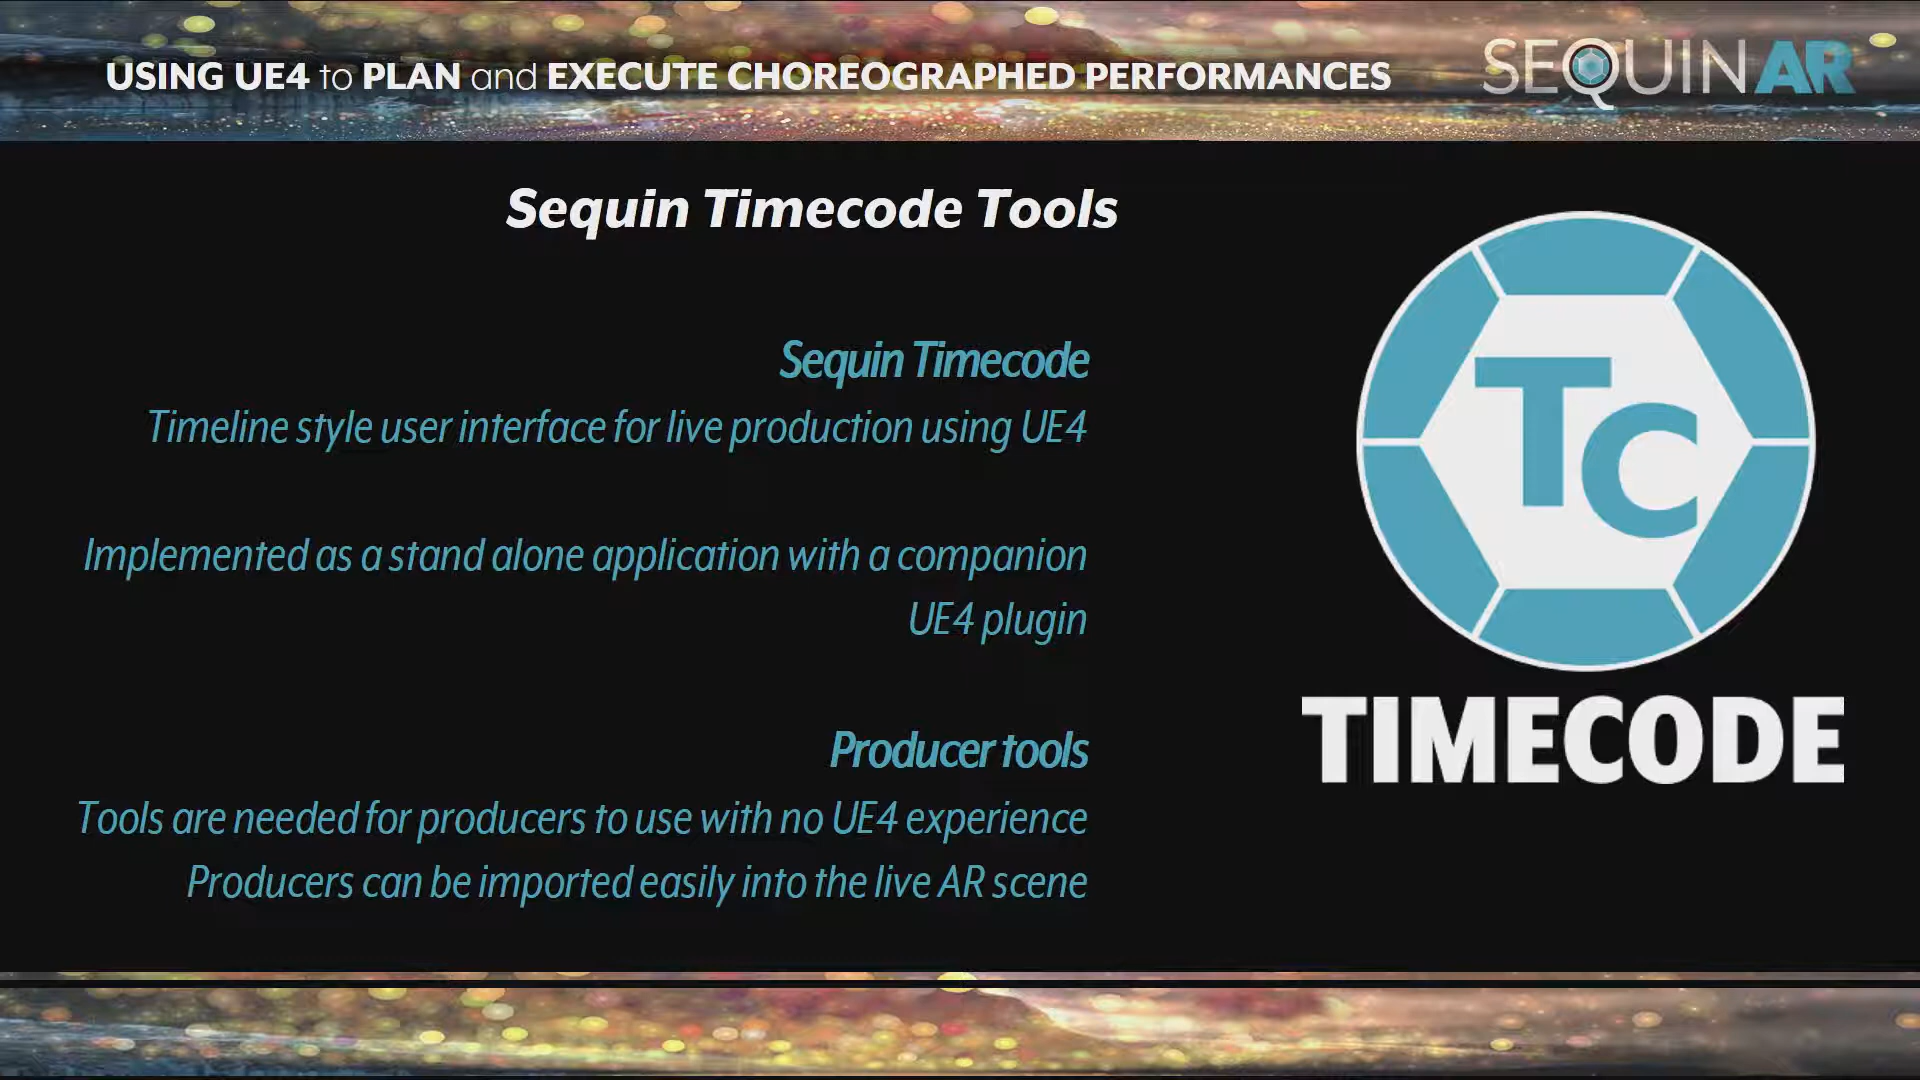 USING UE4 to PLAN and EXECUTE CHOREOGRAPHED PERFORMANCES
SEQUIN AR
Sequin Timecode Tools
Sequin Timecode
Timeline style user interface for live production using UE4
Implemented as a stand alone application with a companion
UE4 plugin
Producer tools
Tools are needed for producers to use with no UE4 experience
Producers can be imported easily into the live AR scene
TC
TIMECODE